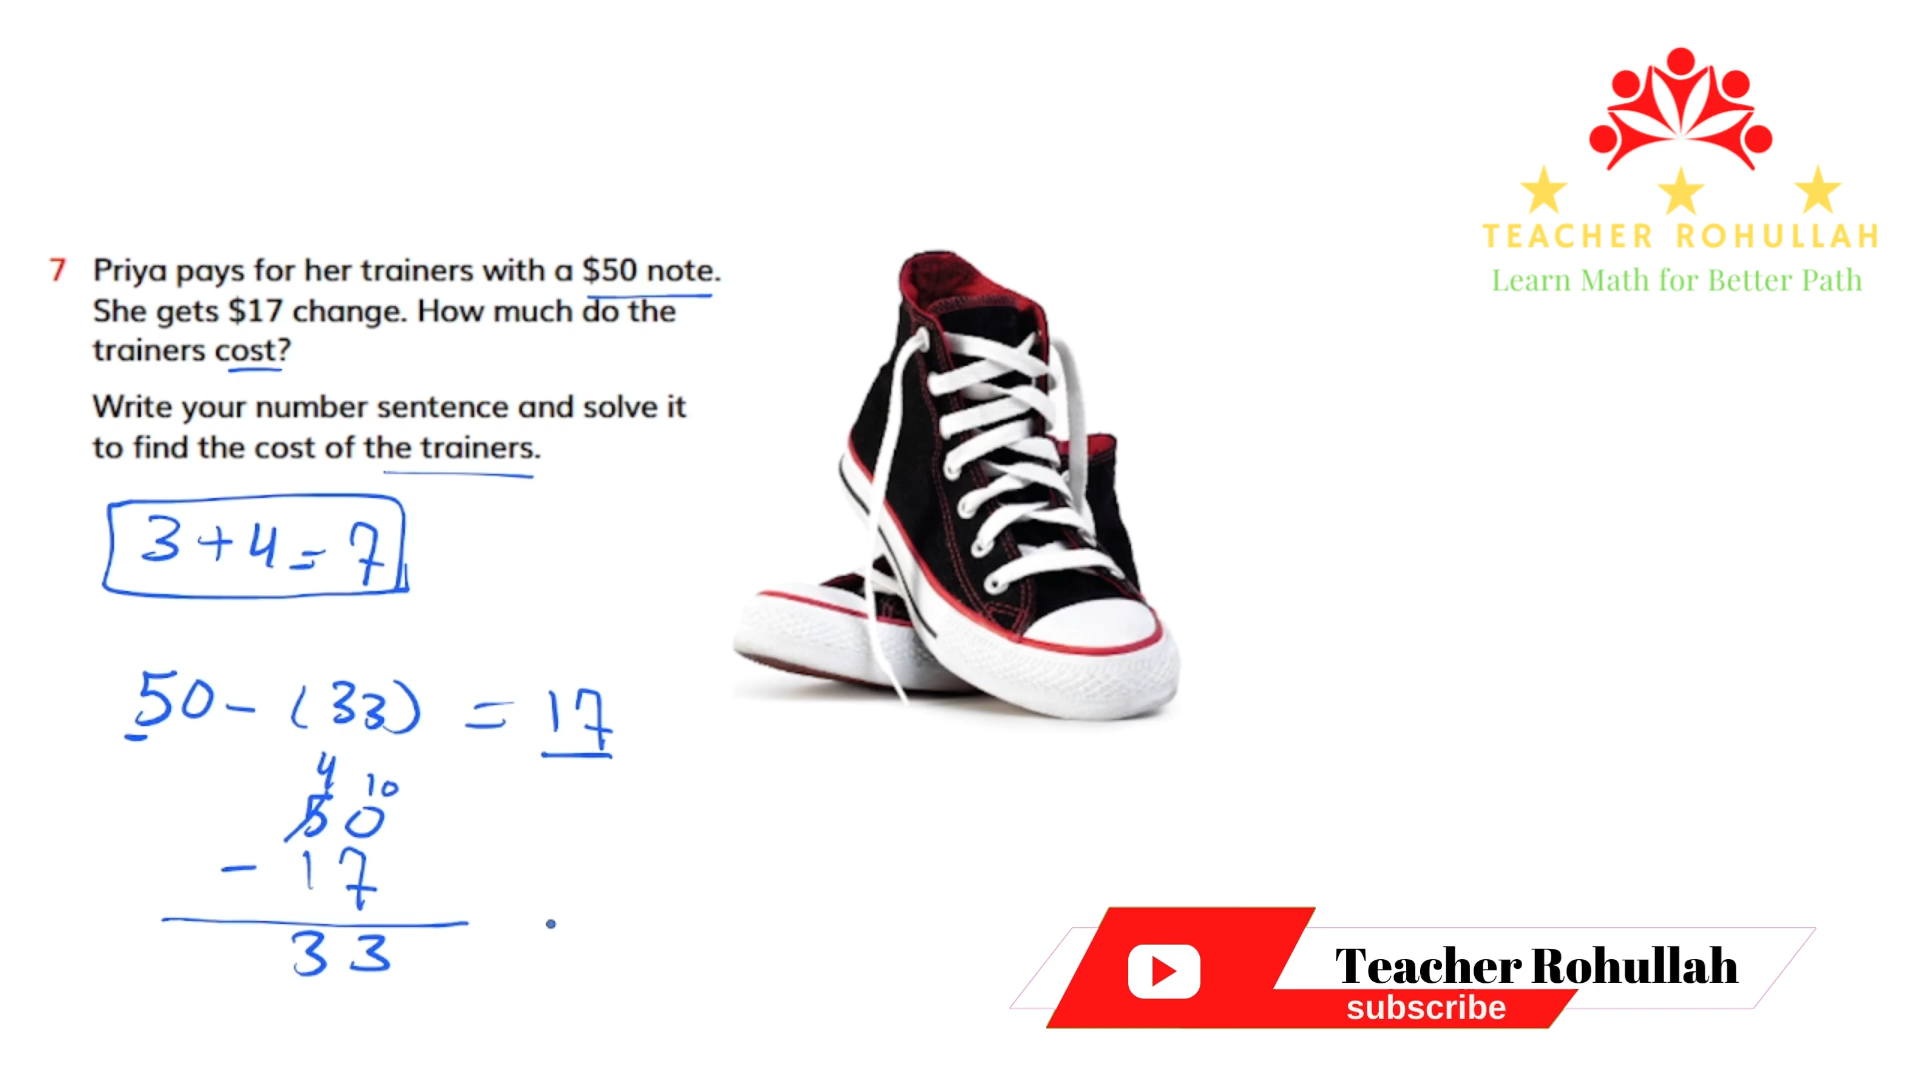 7 Priya pays for her trainers with a $50 note.
She gets $17 change. How much do the
trainers cost?
Write your number sentence and solve it
to find the cost of the trainers.
3+4=7
50-(33) = 17
4 10
50
- 17
33
TEACHER ROHULLAH
Learn Math for Better Path
Teacher Rohullah
subscribe